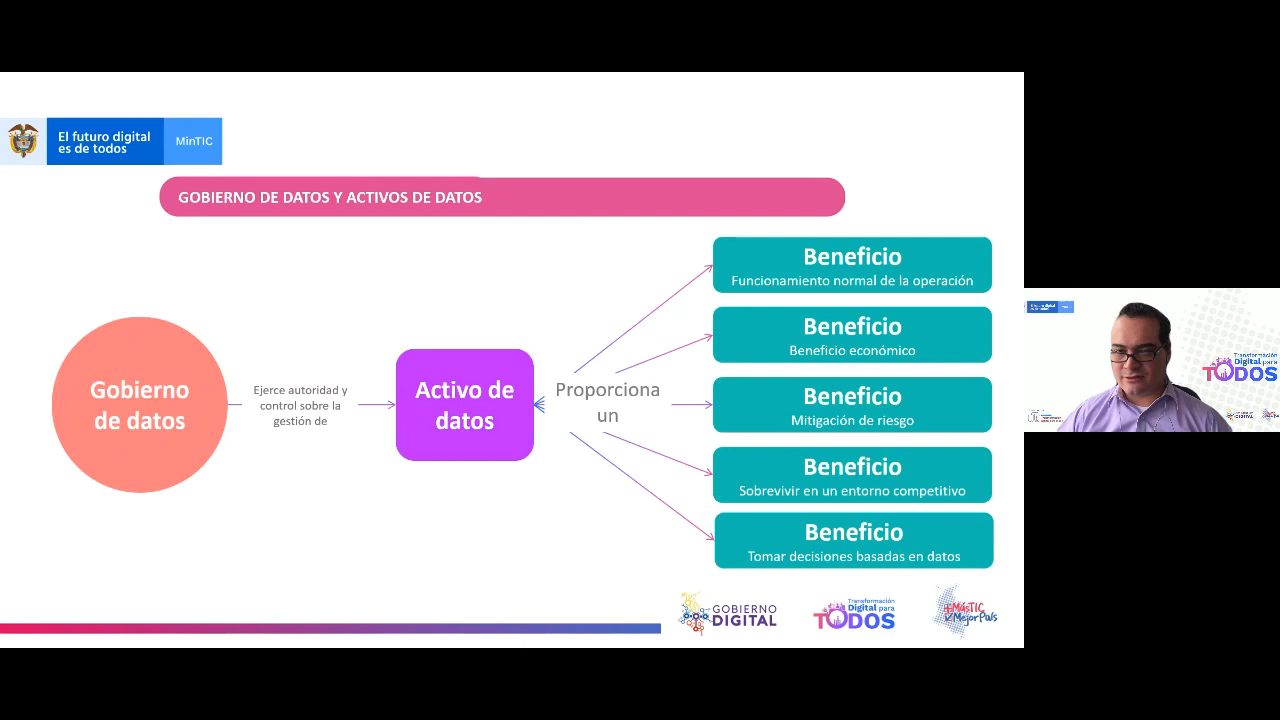 El futuro digital
es de todos
MinTIC
GOBIERNO DE DATOS Y ACTIVOS DE DATOS
Gobierno
de datos
Ejerce autoridad y
control sobre la
gestión de
Activo de
datos
Proporciona
un
Beneficio
Funcionamiento normal de la operación
Beneficio
Beneficio económico
Beneficio
Mitigación de riesgo
Beneficio
Sobrevivir en un entorno competitivo
Beneficio
Tomar decisiones basadas en datos
GOBIERNO
DIGITAL
Transformación
Digital para
TODOS
+MásTIC
MejorPaís
Transformación
Digital para
TODOS